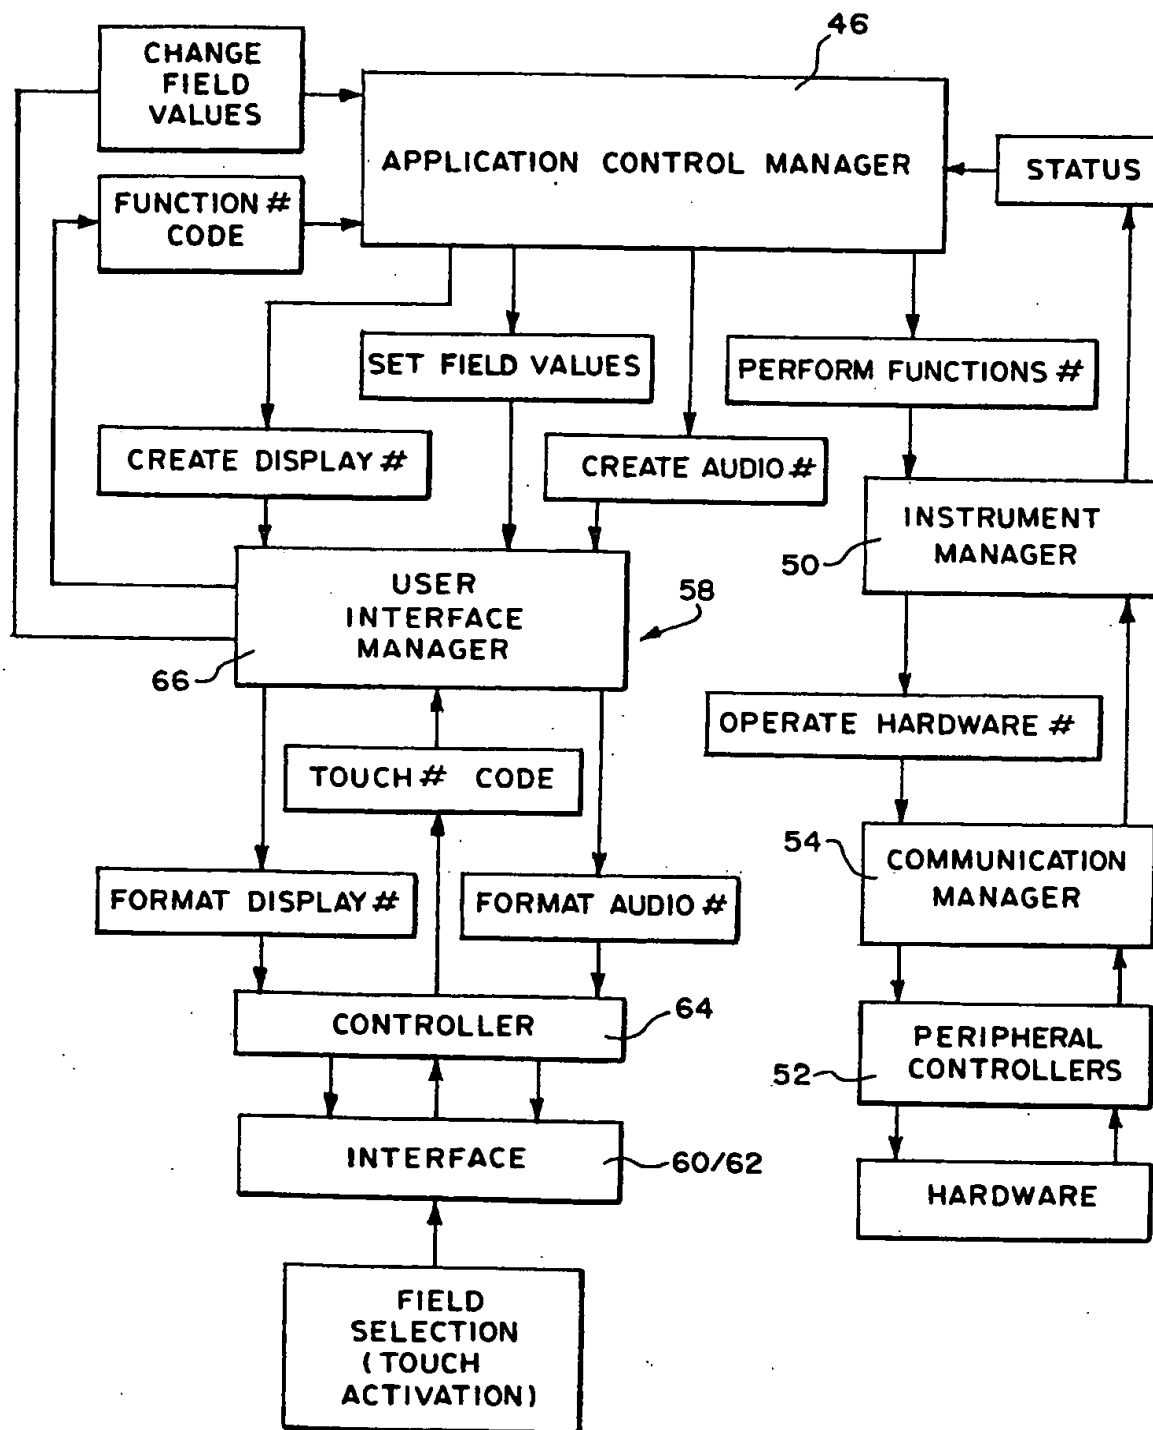 46
CHANGE
FIELD
VALUES
APPLICATION CONTROL MANAGER
STATUS
FUNCTION #
CODE
SET FIELD VALUES
PERFORM FUNCTIONS #
CREATE DISPLAY #
CREATE AUDIO #
INSTRUMENT
MANAGER
50
USER
INTERFACE
MANAGER
58
66
OPERATE HARDWARE #
TOUCH # CODE
54
COMMUNICATION
MANAGER
FORMAT DISPLAY #
FORMAT AUDIO #
CONTROLLER
64
PERIPHERAL
CONTROLLERS
52
INTERFACE
60/62
HARDWARE
FIELD
SELECTION
(TOUCH
ACTIVATION)